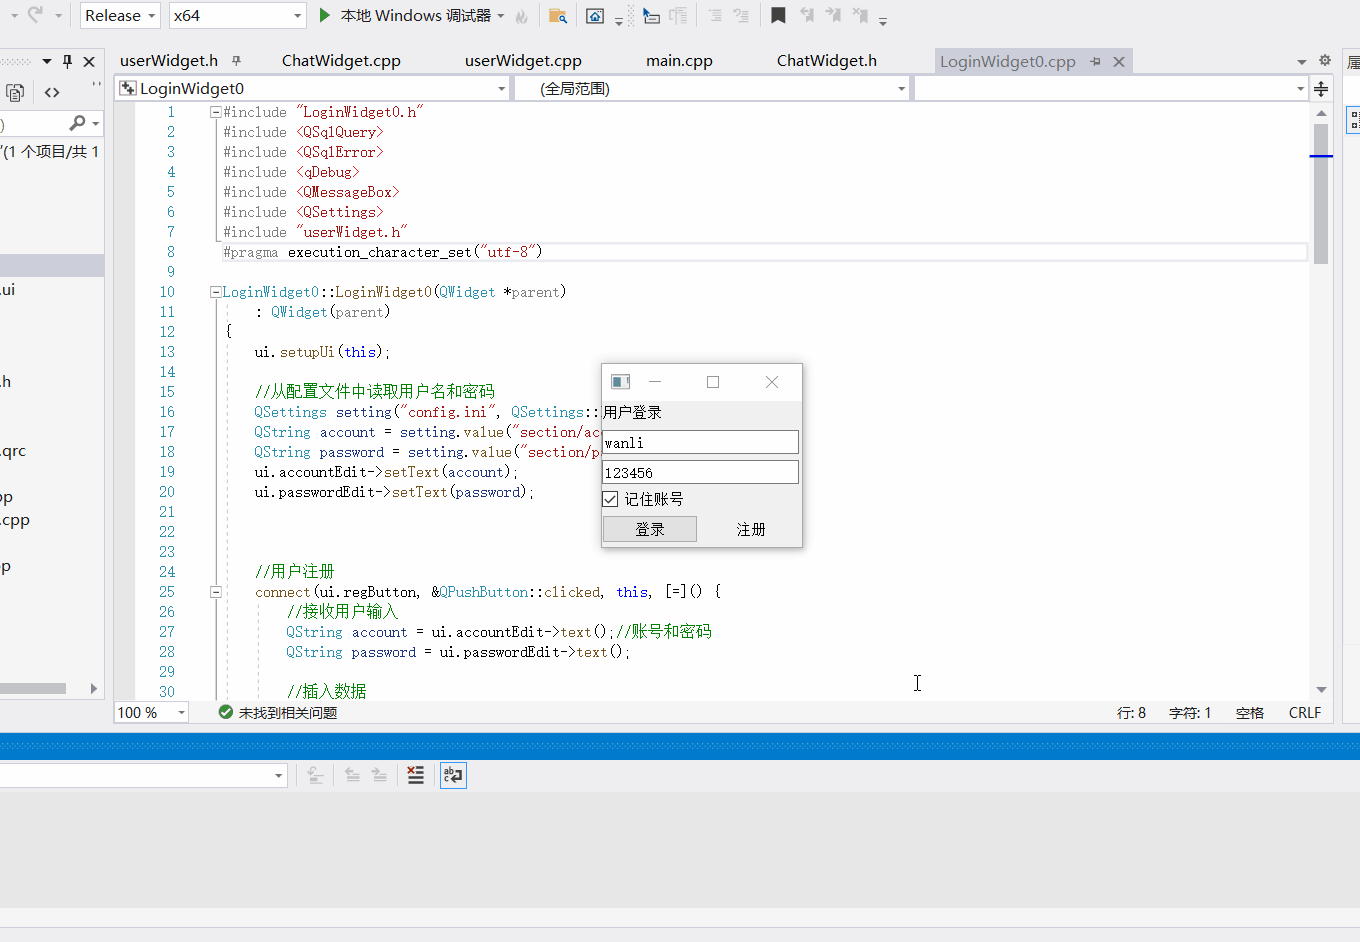 Release x64 本地 Windows 调试器
userWidget.h ChatWidget.cpp userWidget.cpp main.cpp ChatWidget.h LoginWidget0.cpp
LoginWidget0 (全局范围)
1 #include "LoginWidget0.h"
2 #include <QSqlQuery>
3 #include <QSqlError>
4 #include <qDebug>
5 #include <QMessageBox>
6 #include <QSettings>
7 #include "userWidget.h"
8 #pragma execution_character_set("utf-8")
9
10 LoginWidget0::LoginWidget0(QWidget *parent)
11 : QWidget(parent)
12 {
13 ui.setupUi(this);
14
15 //从配置文件中读取用户名和密码
16 QSettings setting("config.ini", QSettings::
17 QString account = setting.value("section/ac
18 QString password = setting.value("section/p
19 ui.accountEdit->setText(account);
20 ui.passwordEdit->setText(password);
21
22
23
24 //用户注册
25 connect(ui.regButton, &QPushButton::clicked, this, [=]() {
26 //接收用户输入
27 QString account = ui.accountEdit->text();//账号和密码
28 QString password = ui.passwordEdit->text();
29
30 //插入数据
用户登录
wanli
123456
记住账号
登录 注册
)
"(1 个项目/共 1
.ui
.h
.qrc
pp
.cpp
p
属
100 % 未找到相关问题 行: 8 字符: 1 空格 CRLF